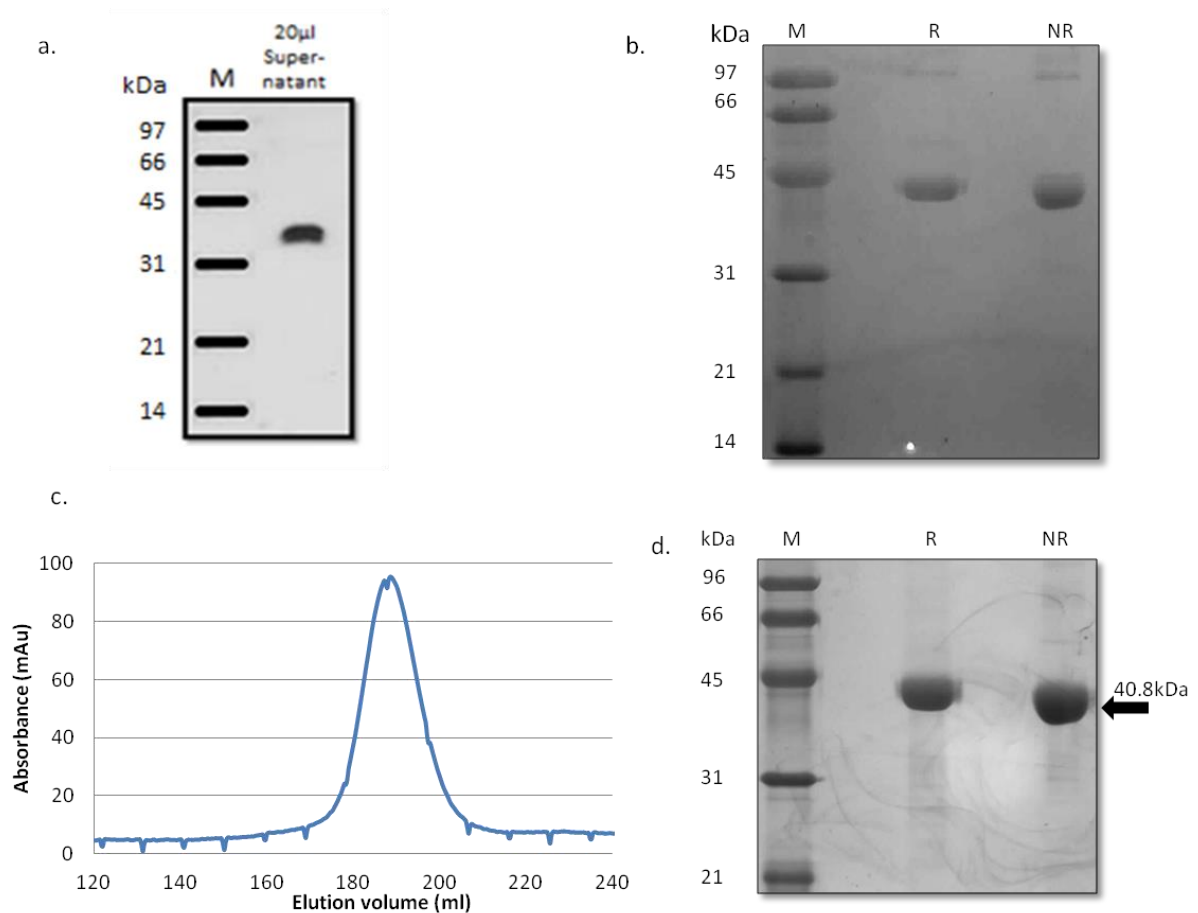 a.
20µl
Super-
natant
kDa
M
97
66
45
31
21
14
b.
kDa M R NR
97
66
45
31
21
14
c.
100
80
60
40
20
0
Absorbance (mAu)
120 140 160 180 200 220 240
Elution volume (ml)
d.
kDa M R NR
96
66
45
40.8kDa
31
21